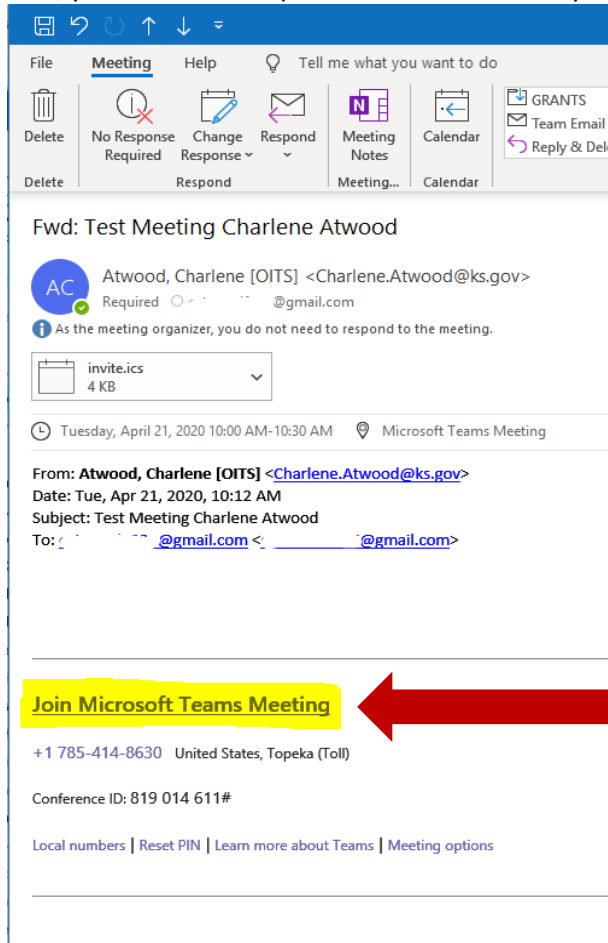 File Meeting Help Tell me what you want to do
Delete No Response Required Change Response Respond Meeting Notes Calendar GRANTS
Team Email
Reply & Del
Delete Respond Meeting... Calendar
Fwd: Test Meeting Charlene Atwood
AC
Atwood, Charlene [OITS] <Charlene.Atwood@ks.gov>
Required @gmail.com
As the meeting organizer, you do not need to respond to the meeting.
invite.ics
4 KB
Tuesday, April 21, 2020 10:00 AM-10:30 AM Microsoft Teams Meeting
From: Atwood, Charlene [OITS] <Charlene.Atwood@ks.gov>
Date: Tue, Apr 21, 2020, 10:12 AM
Subject: Test Meeting Charlene Atwood
To: @gmail.com < @gmail.com>
Join Microsoft Teams Meeting
+1 785-414-8630 United States, Topeka (Toll)
Conference ID: 819 014 611#
Local numbers | Reset PIN | Learn more about Teams | Meeting options